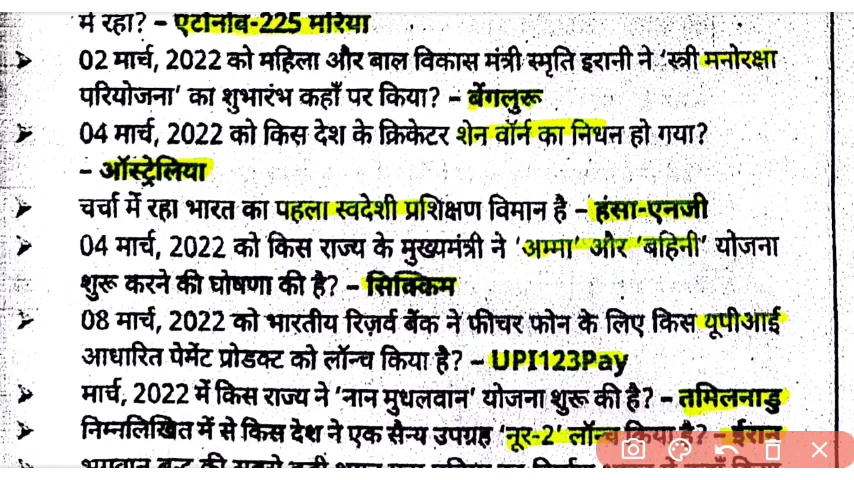 में रहा? – एंटोनोव-225 मरिया
➢ 02 मार्च, 2022 को महिला और बाल विकास मंत्री स्मृति इरानी ने ‘स्त्री मनोरक्षा
परियोजना’ का शुभारंभ कहाँ पर किया? – बेंगलुरू
➢ 04 मार्च, 2022 को किस देश के क्रिकेटर शेन वॉर्न का निधन हो गया?
– ऑस्ट्रेलिया
➢ चर्चा में रहा भारत का पहला स्वदेशी प्रशिक्षण विमान है – हंसा-एनजी
➢ 04 मार्च, 2022 को किस राज्य के मुख्यमंत्री ने ‘अम्मा’ और ‘बहिनी’ योजना
शुरू करने की घोषणा की है? – सिक्किम
➢ 08 मार्च, 2022 को भारतीय रिज़र्व बैंक ने फीचर फोन के लिए किस यूपीआई
आधारित पेमेंट प्रोडक्ट को लॉन्च किया है? – UPI123Pay
➢ मार्च, 2022 में किस राज्य ने ‘नान मुधलवान’ योजना शुरू की है? – तमिलनाडु
➢ निम्नलिखित में से किस देश ने एक सैन्य उपग्रह ‘नूर-2’ लॉन्च किया है? – ईरान